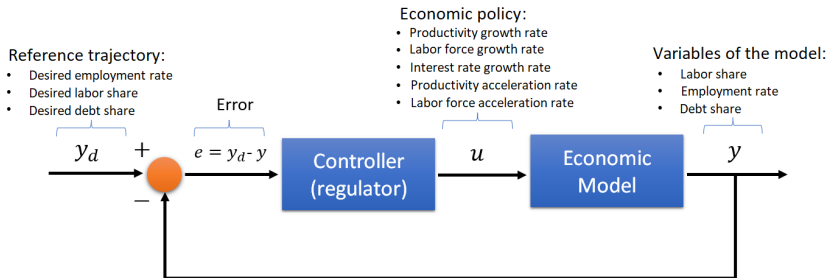 Economic policy:
• Productivity growth rate
• Labor force growth rate
• Interest rate growth rate
• Productivity acceleration rate
• Labor force acceleration rate
Reference trajectory:
• Desired employment rate
• Desired labor share
• Desired debt share
Variables of the model:
• Labor share
• Employment rate
• Debt share
Error
y_d
+
−
e = y_d - y
Controller
(regulator)
u
Economic
Model
y